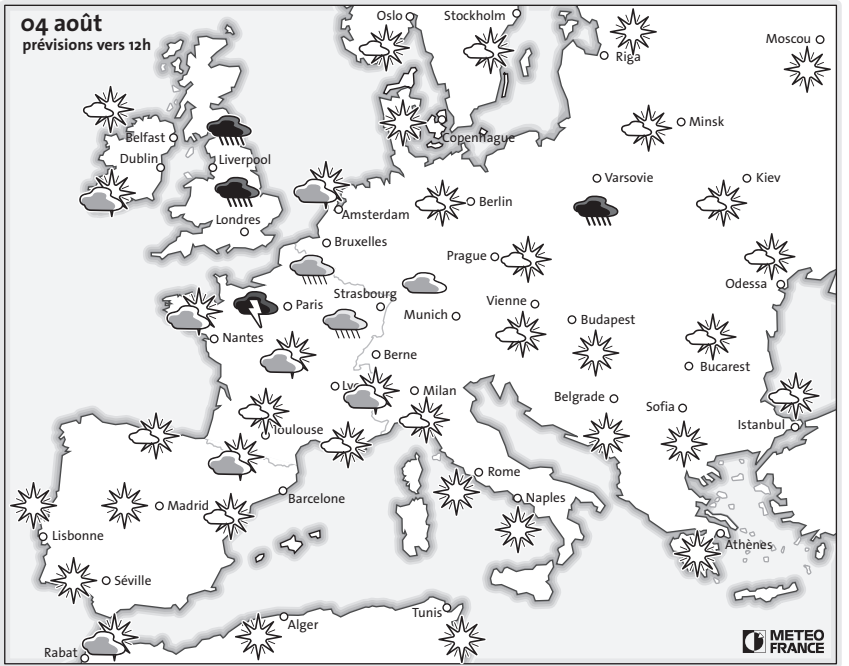 04 août
prévisions vers 12h
Oslo
Stockholm
Riga
Moscou
Belfast
Dublin
Liverpool
Copenhague
Minsk
Londres
Amsterdam
Berlin
Varsovie
Kiev
Bruxelles
Prague
Odessa
Paris
Strasbourg
Munich
Vienne
Budapest
Nantes
Berne
Bucarest
Milan
Belgrade
Sofia
Istanbul
Toulouse
Rome
Naples
Madrid
Barcelone
Lisbonne
Athènes
Séville
Tunis
Alger
Rabat
METEO
FRANCE